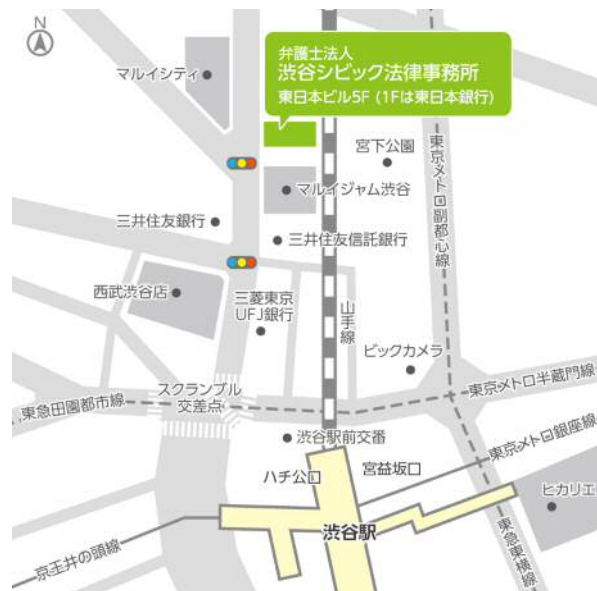 N
弁護士法人
渋谷シビック法律事務所
東日本ビル5F (1Fは東日本銀行)
マルイシティ
宮下公園
東京メトロ副都心線
マルイジャム渋谷
三井住友銀行
三井住友信託銀行
西武渋谷店
三菱東京
UFJ銀行
山手線
ビックカメラ
スクランブル
交差点
東急田園都市線
東京メトロ半蔵門線
渋谷駅前交番
東京メトロ銀座線
ハチ公口
宮益坂口
ヒカリエ
渋谷駅
京王井の頭線
東急東横線